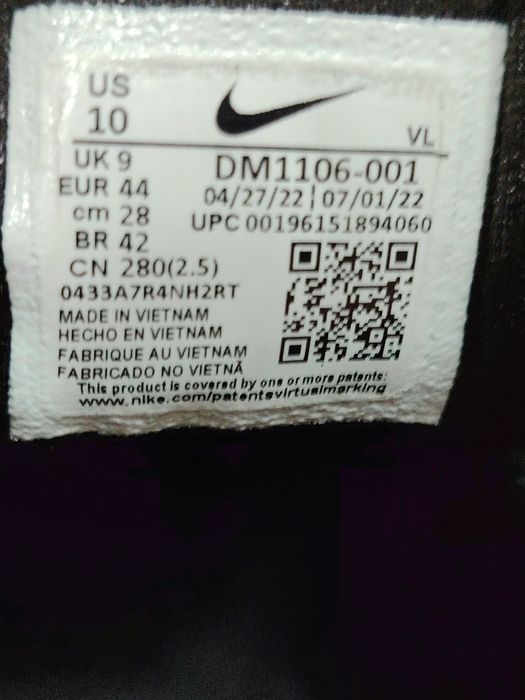 US
10
VL
UK 9
DM1106-001
EUR 44
04/27/22 | 07/01/22
cm 28
UPC 00196151894060
BR 42
CN 280(2.5)
0433A7R4NH2RT
MADE IN VIETNAM
HECHO EN VIETNAM
FABRIQUE AU VIETNAM
FABRICADO NO VIETNÃ
This product is covered by one or more patents:
www.nike.com/patentsvirtualmarking